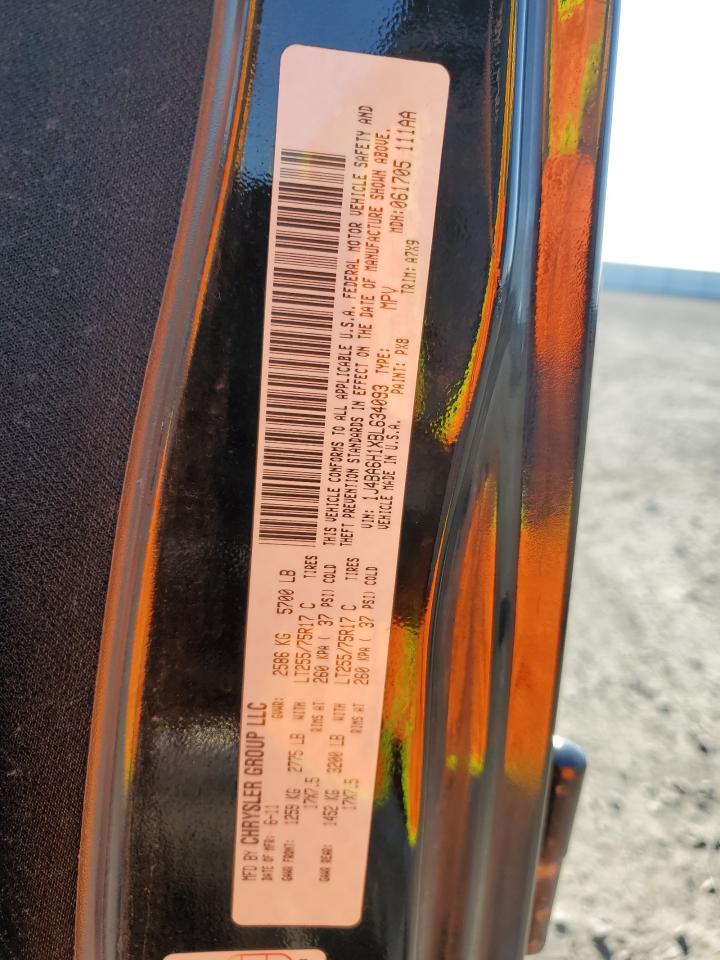 MFD BY CHRYSLER GROUP LLC
DATE OF MFR: 6-11 GVWR: 2586 KG 5700 LB
GAWR FRONT: 1259 KG 2775 LB WITH LT255/75R17 C TIRES
17X7.5 RIMS AT 260 KPA ( 37 PSI) COLD
GAWR REAR: 1452 KG 3200 LB WITH LT255/75R17 C TIRES
17X7.5 RIMS AT 260 KPA ( 37 PSI) COLD
THIS VEHICLE CONFORMS TO ALL APPLICABLE U.S.A. FEDERAL MOTOR VEHICLE SAFETY AND
THEFT PREVENTION STANDARDS IN EFFECT ON THE DATE OF MANUFACTURE SHOWN ABOVE.
VIN: 1J4BA6H1XBL634093 TYPE: MPV MDH:061705 111AA
VEHICLE MADE IN U.S.A. PAINT: PX8 TRIM: A7X9